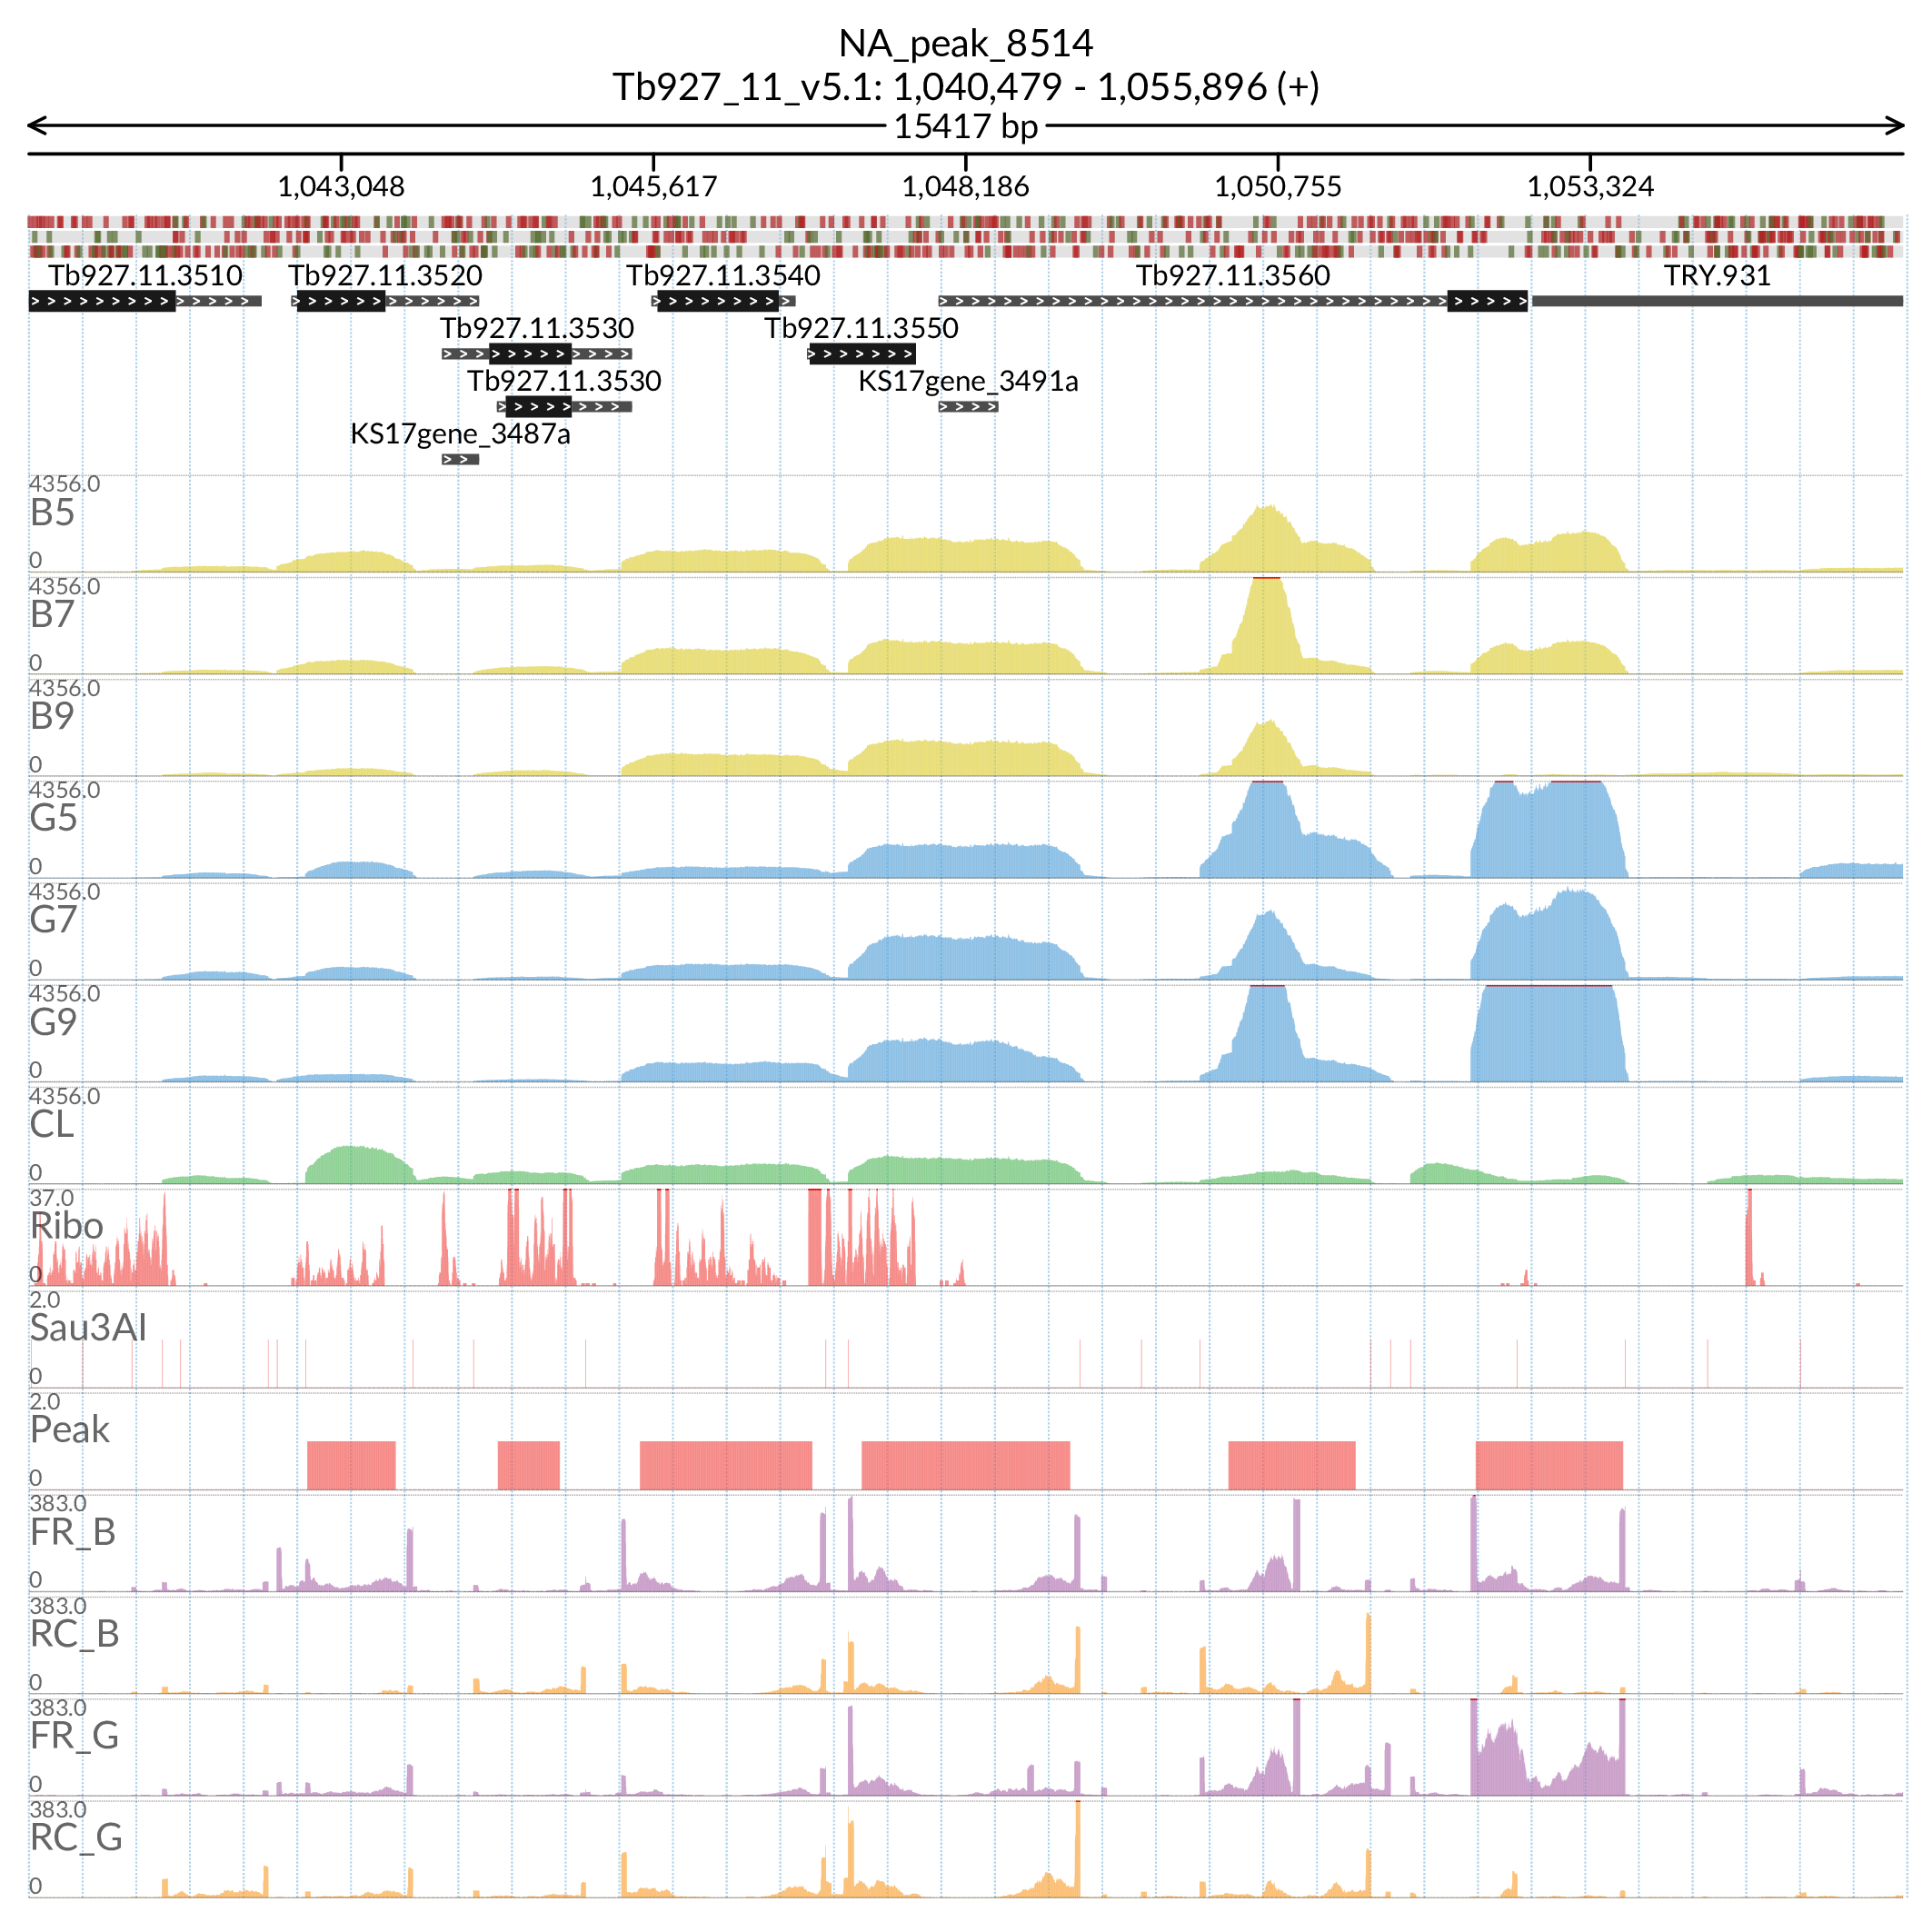 NA_peak_8514
Tb927_11_v5.1: 1,040,479 - 1,055,896 (+)
15417 bp
1,043,048 1,045,617 1,048,186 1,050,755 1,053,324
Tb927.11.3510 Tb927.11.3520 Tb927.11.3540 Tb927.11.3560 TRY.931
Tb927.11.3530 Tb927.11.3550
Tb927.11.3530 KS17gene_3491a
KS17gene_3487a
4356.0
B5
0
4356.0
B7
0
4356.0
B9
0
4356.0
G5
0
4356.0
G7
0
4356.0
G9
0
4356.0
CL
0
37.0
Ribo
0
2.0
Sau3AI
0
2.0
Peak
0
383.0
FR_B
0
383.0
RC_B
0
383.0
FR_G
0
383.0
RC_G
0